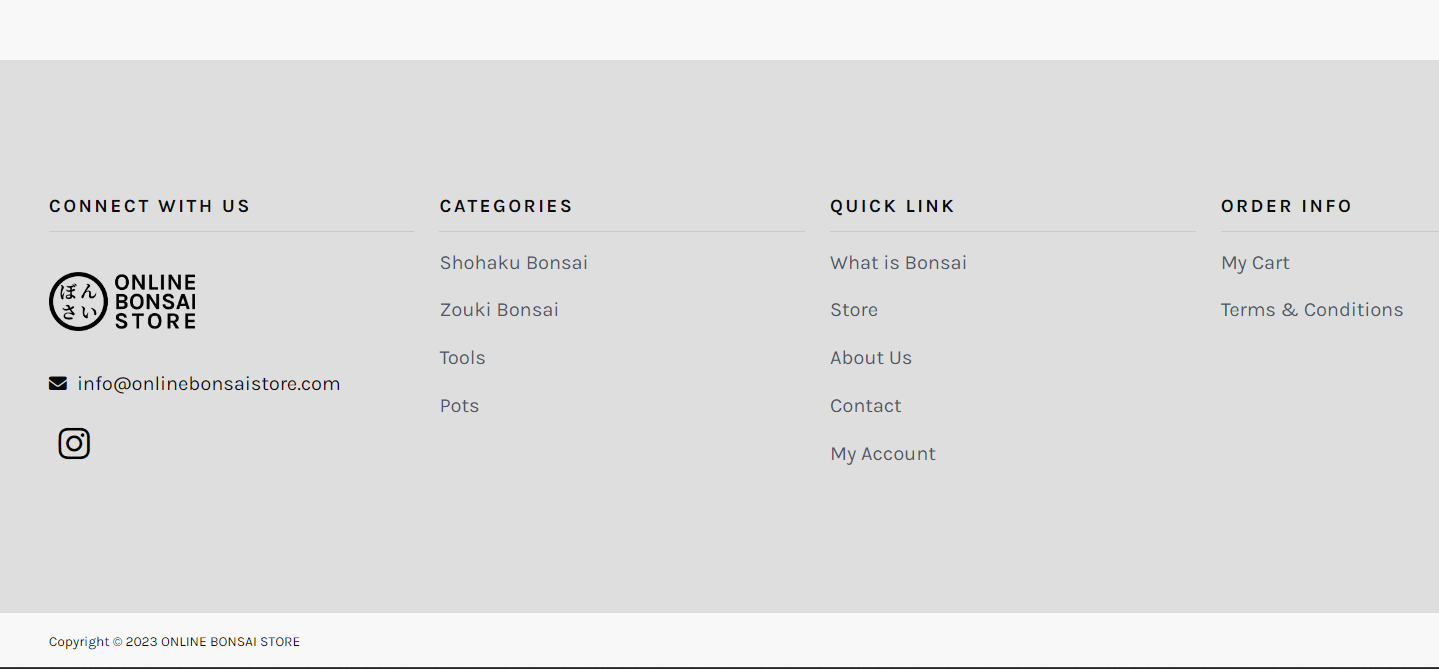 CONNECT WITH US
ぼん
さい
ONLINE
BONSAI
STORE
info@onlinebonsaistore.com
CATEGORIES
Shohaku Bonsai
Zouki Bonsai
Tools
Pots
QUICK LINK
What is Bonsai
Store
About Us
Contact
My Account
ORDER INFO
My Cart
Terms & Conditions
Copyright © 2023 ONLINE BONSAI STORE